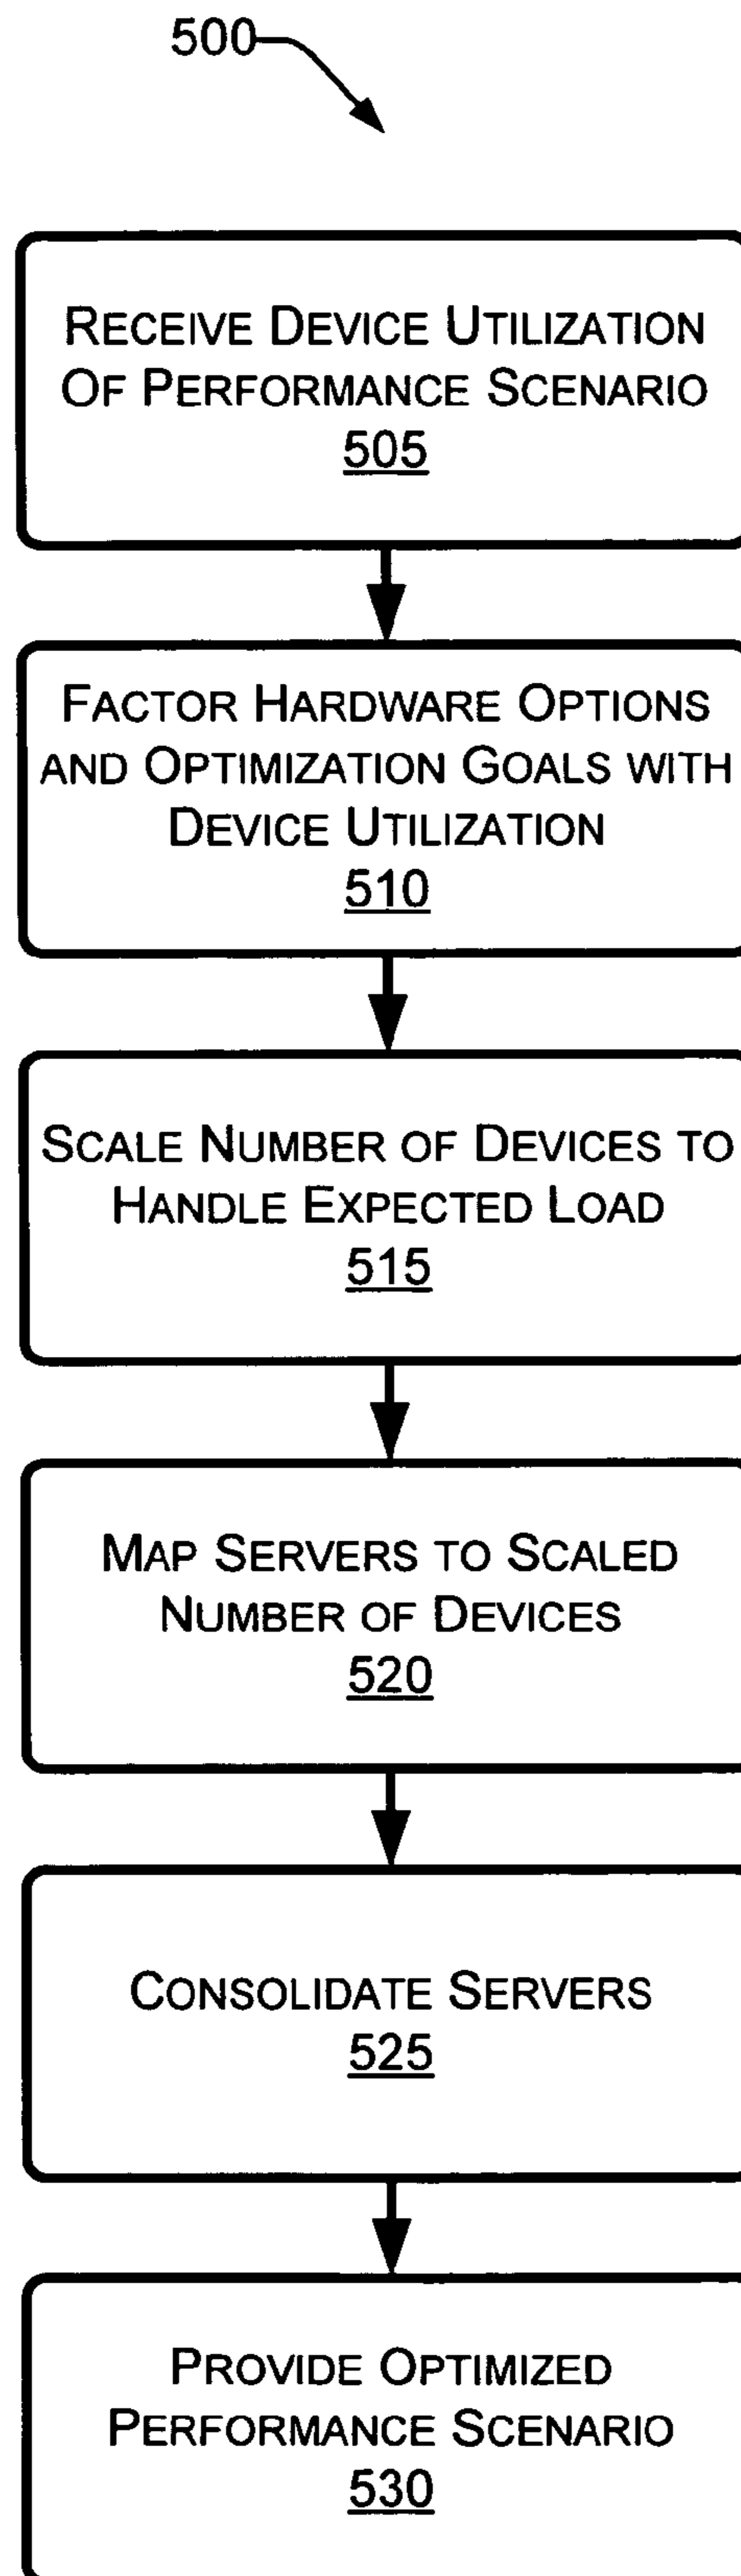 500
RECEIVE DEVICE UTILIZATION
OF PERFORMANCE SCENARIO
505
FACTOR HARDWARE OPTIONS
AND OPTIMIZATION GOALS WITH
DEVICE UTILIZATION
510
SCALE NUMBER OF DEVICES TO
HANDLE EXPECTED LOAD
515
MAP SERVERS TO SCALED
NUMBER OF DEVICES
520
CONSOLIDATE SERVERS
525
PROVIDE OPTIMIZED
PERFORMANCE SCENARIO
530